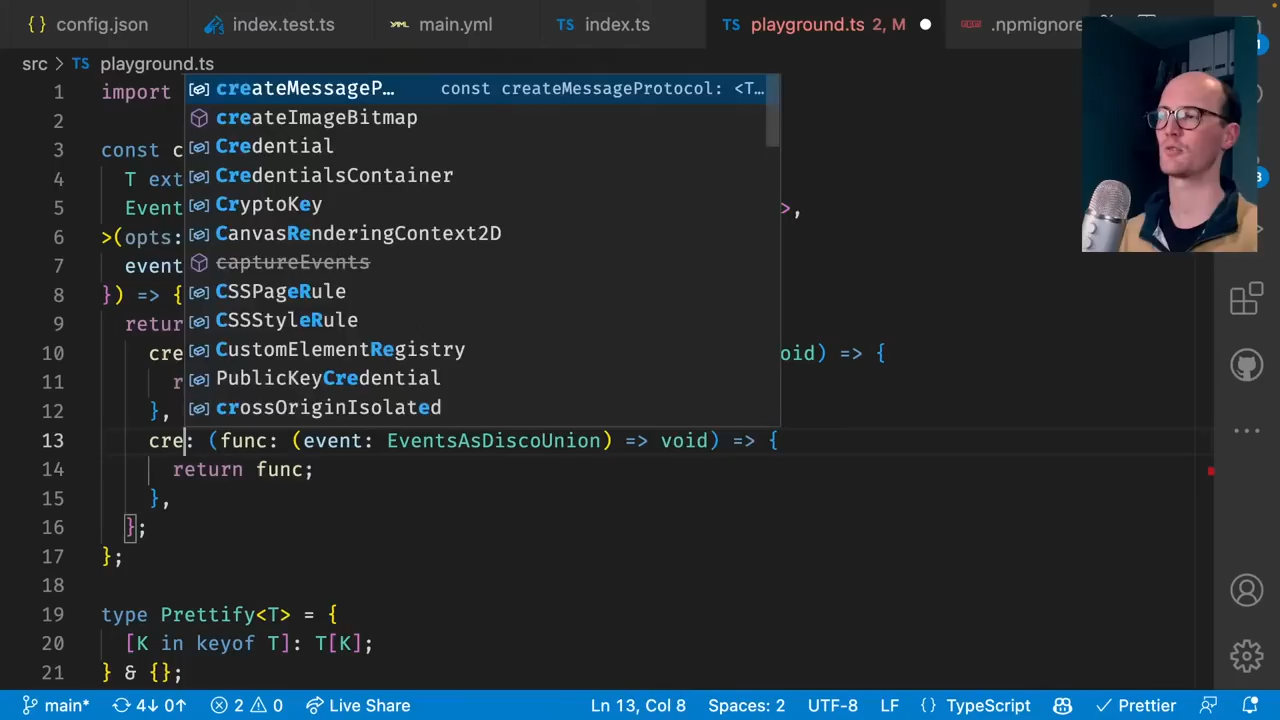 config.json
index.test.ts
main.yml
TS index.ts
TS playground.ts 2, M
.npmignore
src > TS playground.ts
1 import
2
3 const c
4 T ext
5 Event >,
6 >(opts:
7 event
8 }) => {
9 retur
10 cre oid) => {
11 r
12 },
13 cre: (func: (event: EventsAsDiscoUnion) => void) => {
14 return func;
15 },
16 };
17 };
18
19 type Prettify<T> = {
20 [K in keyof T]: T[K];
21 } & {};
createMessageP… const createMessageProtocol: <T…
createImageBitmap
Credential
CredentialsContainer
CryptoKey
CanvasRenderingContext2D
captureEvents
CSSPageRule
CSSStyleRule
CustomElementRegistry
PublicKeyCredential
crossOriginIsolated
main* 4↓ 0↑ 2 0 Live Share Ln 13, Col 8 Spaces: 2 UTF-8 LF {} TypeScript Prettier